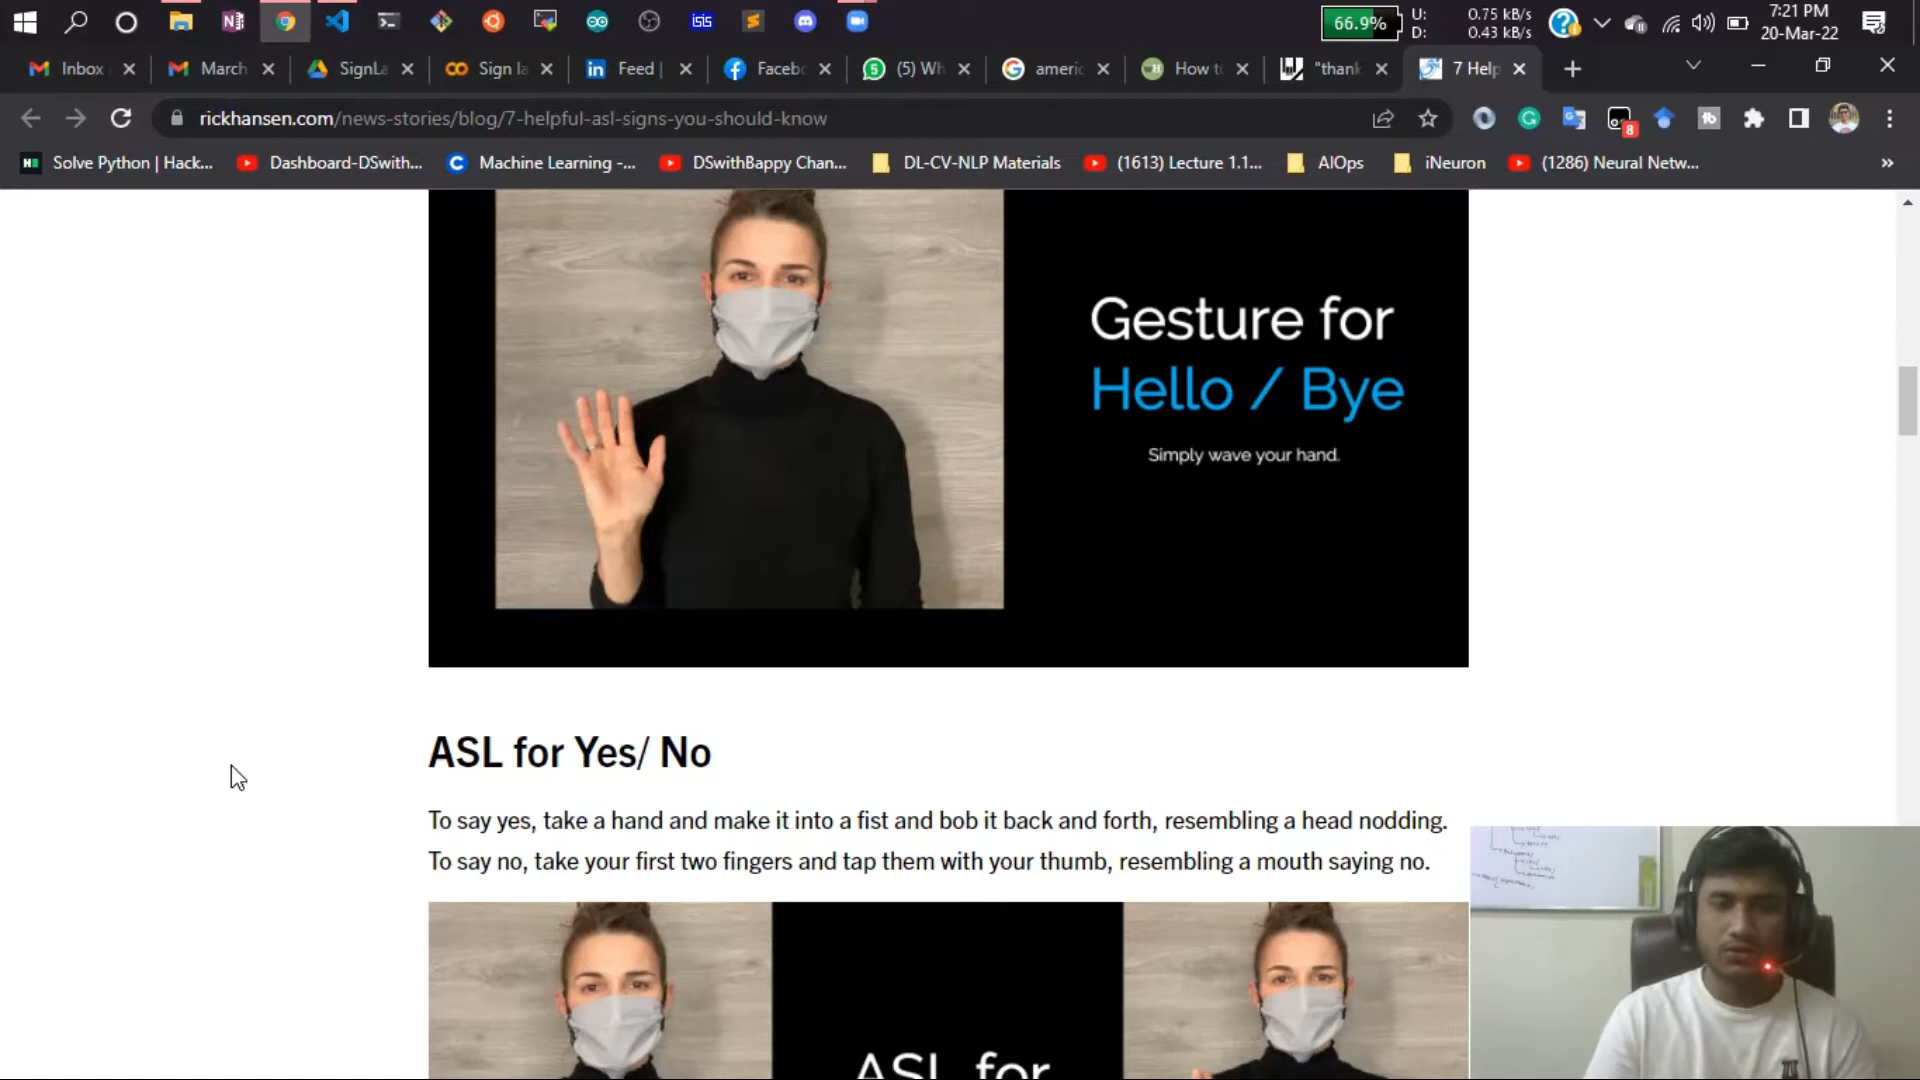 66.9%
U: 0.75 kB/s
D: 0.43 kB/s
7:21 PM
20-Mar-22
Inbox
March
SignLa
Sign la
Feed |
Faceb
(5) Wh
americ
How to
"thank
7 Help
rickhansen.com/news-stories/blog/7-helpful-asl-signs-you-should-know
8
Solve Python | Hack...
Dashboard-DSwith...
Machine Learning -...
DSwithBappy Chan...
DL-CV-NLP Materials
(1613) Lecture 1.1...
AIOps
iNeuron
(1286) Neural Netw...
»
Gesture for
Hello / Bye
Simply wave your hand.
ASL for Yes/ No
To say yes, take a hand and make it into a fist and bob it back and forth, resembling a head nodding.
To say no, take your first two fingers and tap them with your thumb, resembling a mouth saying no.
ASL for